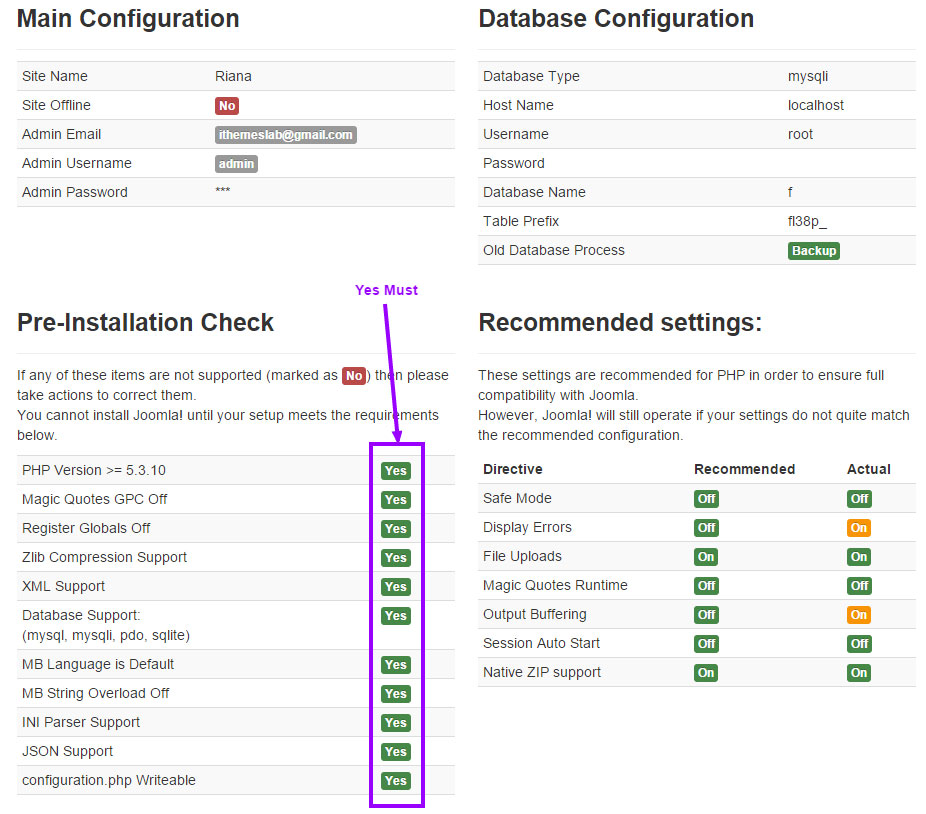 Main Configuration
Site Name Riana
Site Offline No
Admin Email ithemeslab@gmail.com
Admin Username admin
Admin Password ***
Database Configuration
Database Type mysqli
Host Name localhost
Username root
Password
Database Name f
Table Prefix fl38p_
Old Database Process Backup
Yes Must
Pre-Installation Check
If any of these items are not supported (marked as No) then please
take actions to correct them.
You cannot install Joomla! until your setup meets the requirements
below.
PHP Version >= 5.3.10 Yes
Magic Quotes GPC Off Yes
Register Globals Off Yes
Zlib Compression Support Yes
XML Support Yes
Database Support: Yes
(mysql, mysqli, pdo, sqlite)
MB Language is Default Yes
MB String Overload Off Yes
INI Parser Support Yes
JSON Support Yes
configuration.php Writeable Yes
Recommended settings:
These settings are recommended for PHP in order to ensure full
compatibility with Joomla.
However, Joomla! will still operate if your settings do not quite match
the recommended configuration.
Directive Recommended Actual
Safe Mode Off Off
Display Errors Off On
File Uploads On On
Magic Quotes Runtime Off Off
Output Buffering Off On
Session Auto Start Off Off
Native ZIP support On On